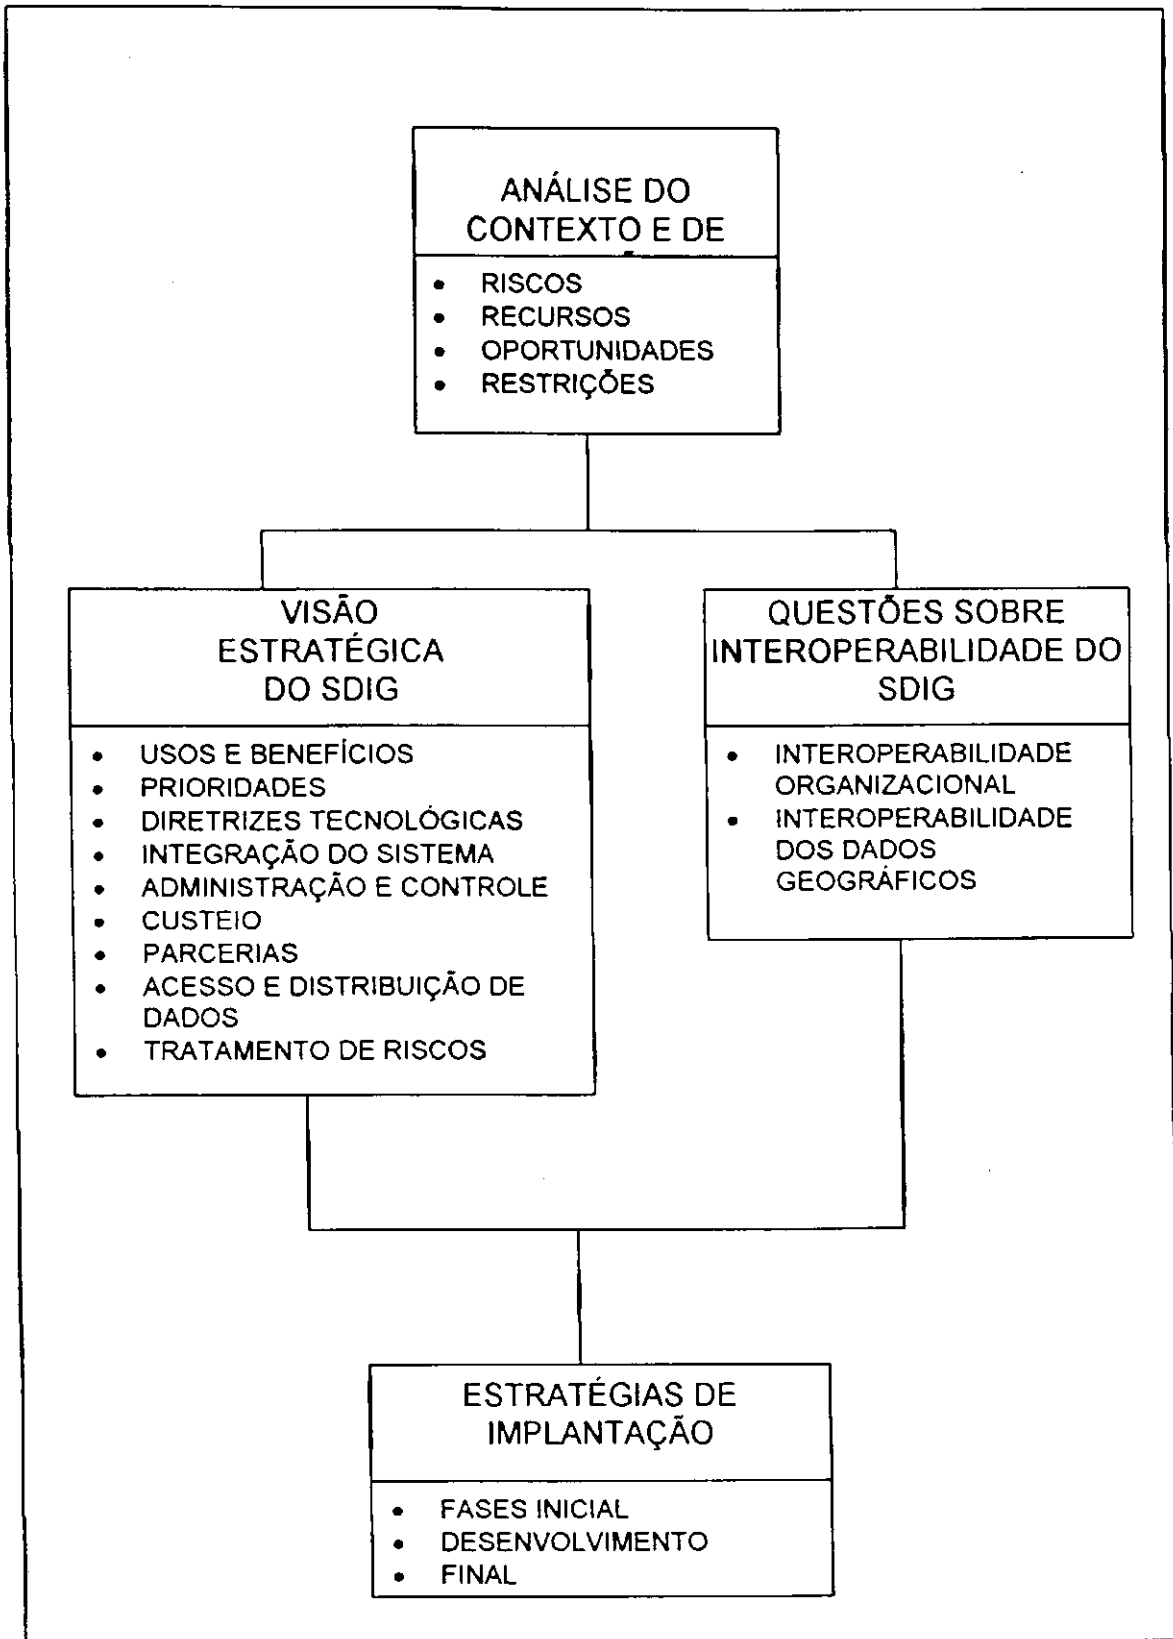 ANÁLISE DO
CONTEXTO E DE
• RISCOS
• RECURSOS
• OPORTUNIDADES
• RESTRIÇÕES
VISÃO
ESTRATÉGICA
DO SDIG
• USOS E BENEFÍCIOS
• PRIORIDADES
• DIRETRIZES TECNOLÓGICAS
• INTEGRAÇÃO DO SISTEMA
• ADMINISTRAÇÃO E CONTROLE
• CUSTEIO
• PARCERIAS
• ACESSO E DISTRIBUIÇÃO DE
DADOS
• TRATAMENTO DE RISCOS
QUESTÕES SOBRE
INTEROPERABILIDADE DO
SDIG
• INTEROPERABILIDADE
ORGANIZACIONAL
• INTEROPERABILIDADE
DOS DADOS
GEOGRÁFICOS
ESTRATÉGIAS DE
IMPLANTAÇÃO
• FASES INICIAL
• DESENVOLVIMENTO
• FINAL